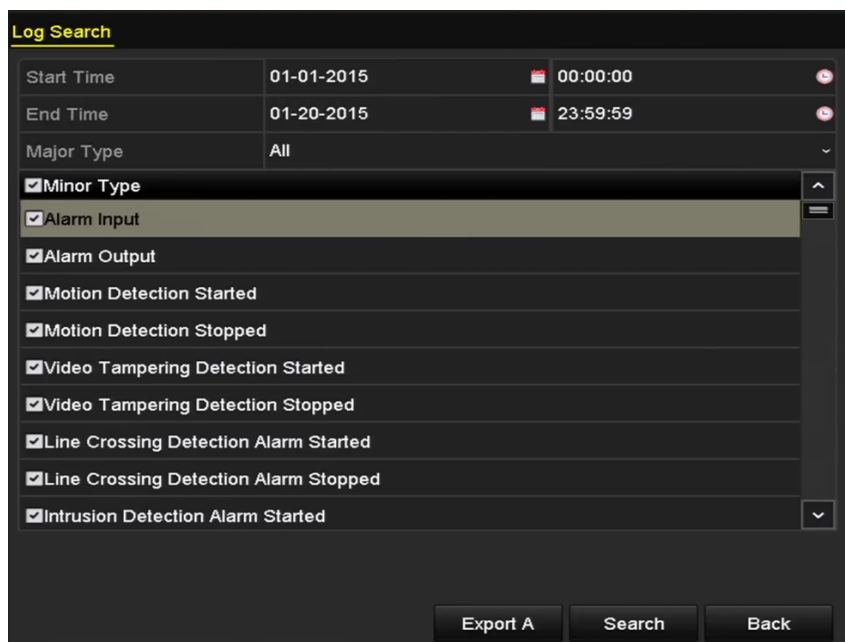 Log Search
Start Time 01-01-2015 00:00:00
End Time 01-20-2015 23:59:59
Major Type All
Minor Type
Alarm Input
Alarm Output
Motion Detection Started
Motion Detection Stopped
Video Tampering Detection Started
Video Tampering Detection Stopped
Line Crossing Detection Alarm Started
Line Crossing Detection Alarm Stopped
Intrusion Detection Alarm Started
Export A Search Back